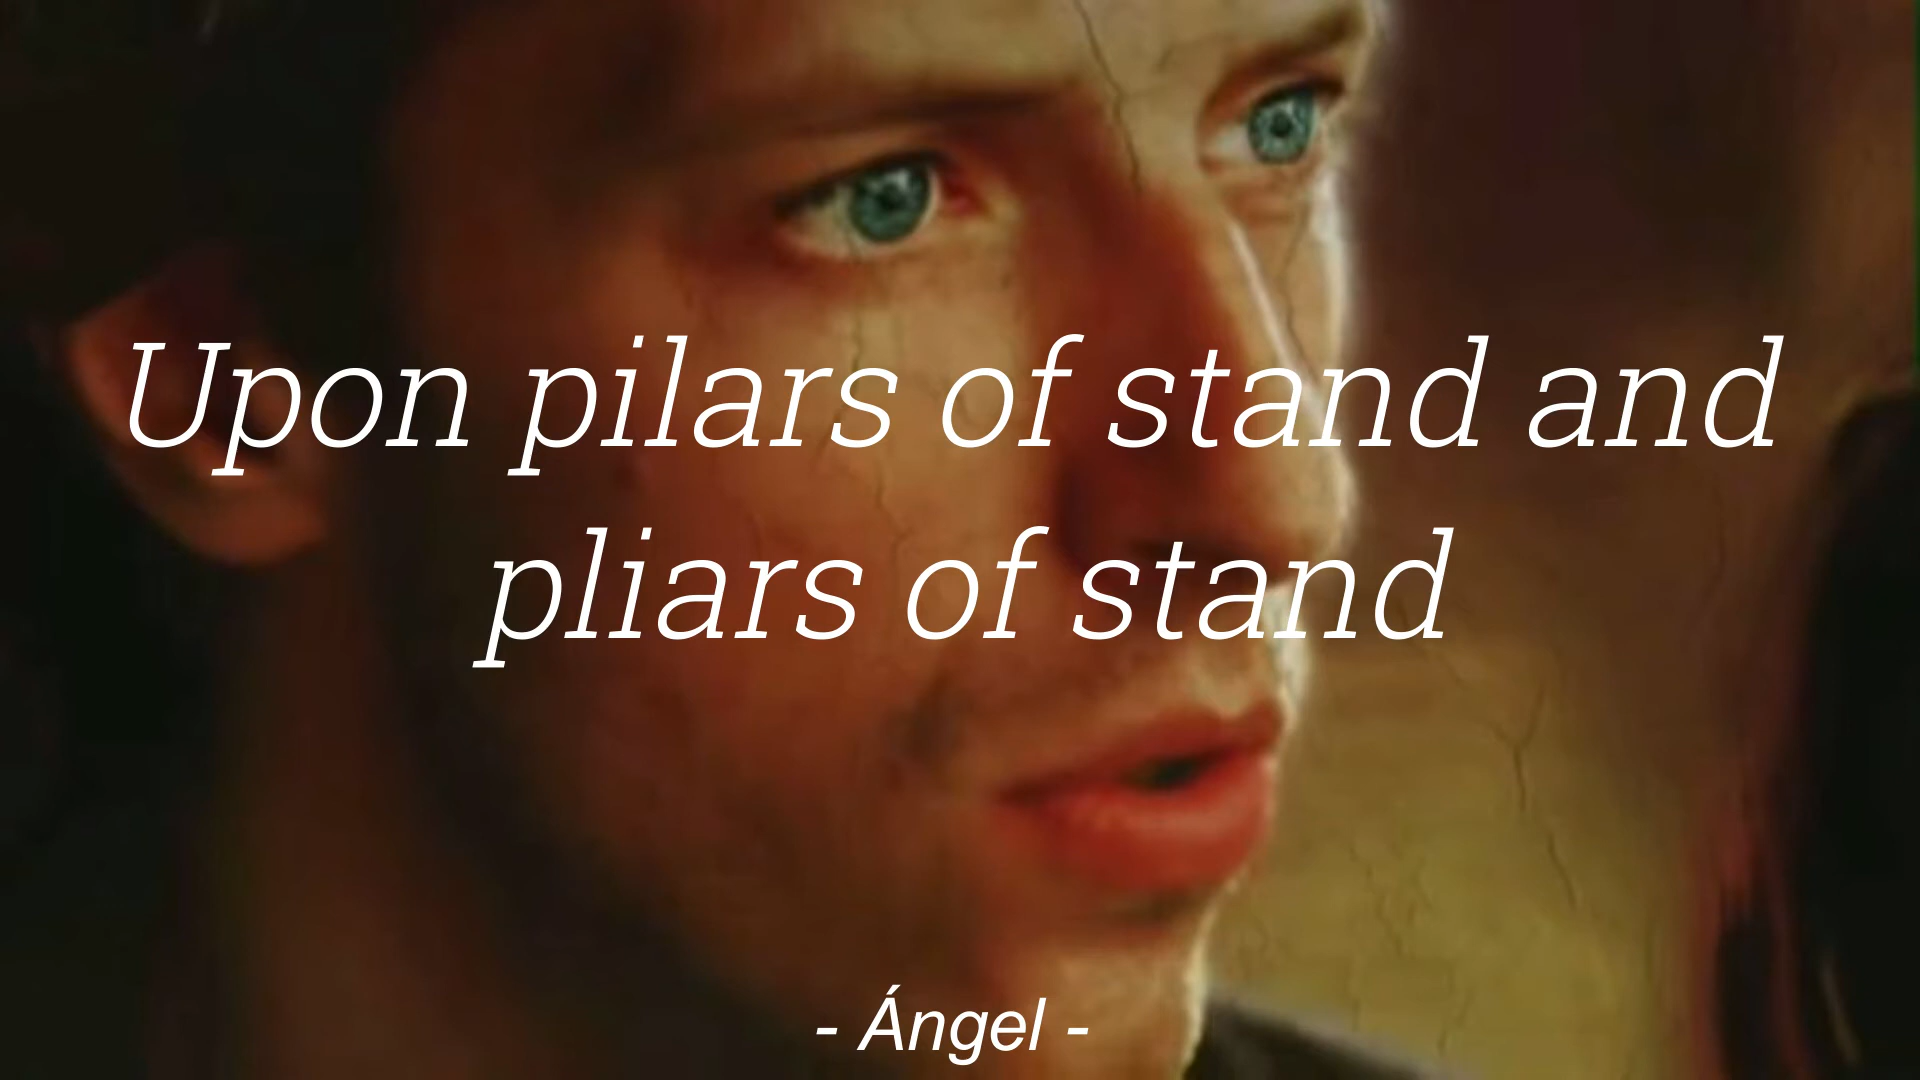 Upon pilars of stand and
pliars of stand
- Ángel -